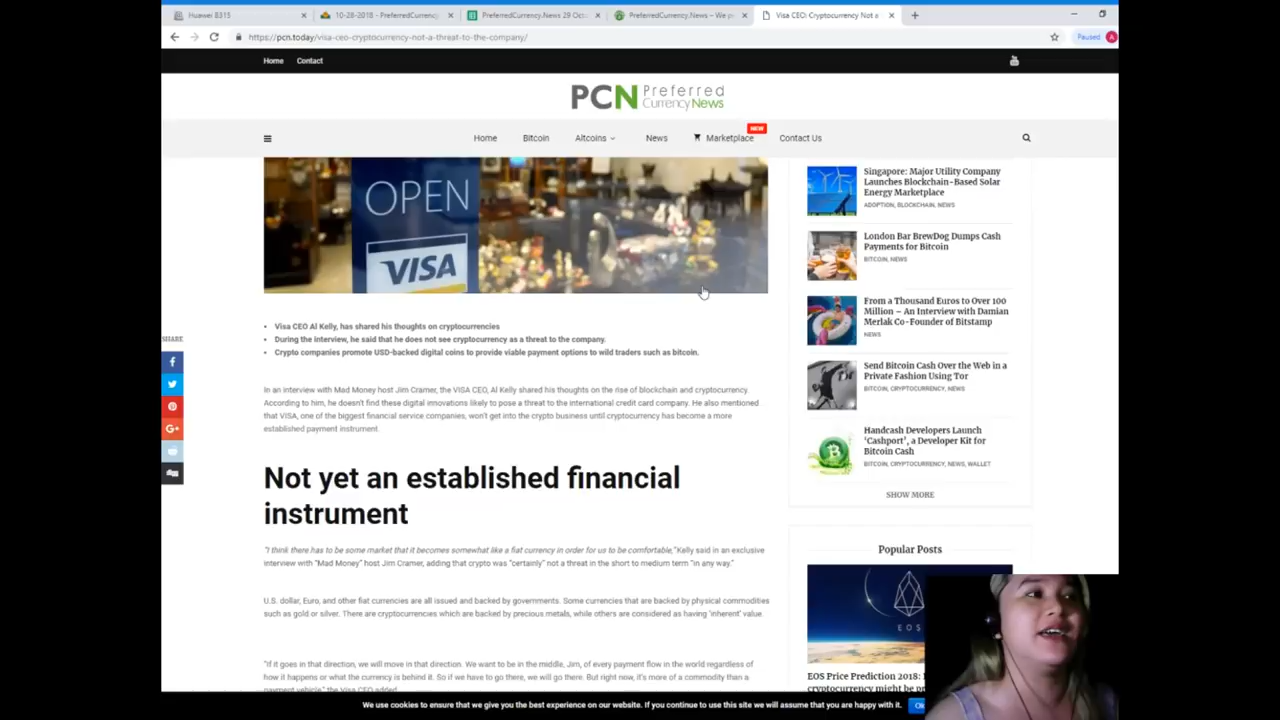 Huawei B315
10-28-2018 - PreferredCurrenc
PreferredCurrency.News 29 Octo
PreferredCurrency.News – We p
Visa CEO: Cryptocurrency Not a
https://pcn.today/visa-ceo-cryptocurrency-not-a-threat-to-the-company/
Paused
A
Home
Contact
PCN Preferred
CurrencyNews
NEW
Home
Bitcoin
Altcoins
News
Marketplace
Contact Us
OPEN
VISA
SHARE
• Visa CEO Al Kelly, has shared his thoughts on cryptocurrencies
• During the interview, he said that he does not see cryptocurrency as a threat to the company.
• Crypto companies promote USD-backed digital coins to provide viable payment options to wild traders such as bitcoin.
In an interview with Mad Money host Jim Cramer, the VISA CEO, Al Kelly shared his thoughts on the rise of blockchain and cryptocurrency.
According to him, he doesn't find these digital innovations likely to pose a threat to the international credit card company. He also mentioned
that VISA, one of the biggest financial service companies, won't get into the crypto business until cryptocurrency has become a more
established payment instrument.
Not yet an established financial
instrument
"I think there has to be some market that it becomes somewhat like a fiat currency in order for us to be comfortable," Kelly said in an exclusive
interview with "Mad Money" host Jim Cramer, adding that crypto was "certainly" not a threat in the short to medium term "in any way."
U.S. dollar, Euro, and other fiat currencies are all issued and backed by governments. Some currencies that are backed by physical commodities
such as gold or silver. There are cryptocurrencies which are backed by precious metals, while others are considered as having 'inherent' value.
"If it goes in that direction, we will move in that direction. We want to be in the middle, Jim, of every payment flow in the world regardless of
how it happens or what the currency is behind it. So if we have to go there, we will go there. But right now, it's more of a commodity than a
payment vehicle," the Visa CEO added.
Singapore: Major Utility Company
Launches Blockchain-Based Solar
Energy Marketplace
ADOPTION, BLOCKCHAIN, NEWS
London Bar BrewDog Dumps Cash
Payments for Bitcoin
BITCOIN, NEWS
From a Thousand Euros to Over 100
Million – An Interview with Damian
Merlak Co-Founder of Bitstamp
NEWS
Send Bitcoin Cash Over the Web in a
Private Fashion Using Tor
BITCOIN, CRYPTOCURRENCY, NEWS
Handcash Developers Launch
'Cashport', a Developer Kit for
Bitcoin Cash
BITCOIN, CRYPTOCURRENCY, NEWS, WALLET
SHOW MORE
Popular Posts
EOS
EOS Price Prediction 2018:
cryptocurrency might be pr
We use cookies to ensure that we give you the best experience on our website. If you continue to use this site we will assume that you are happy with it.
Ok